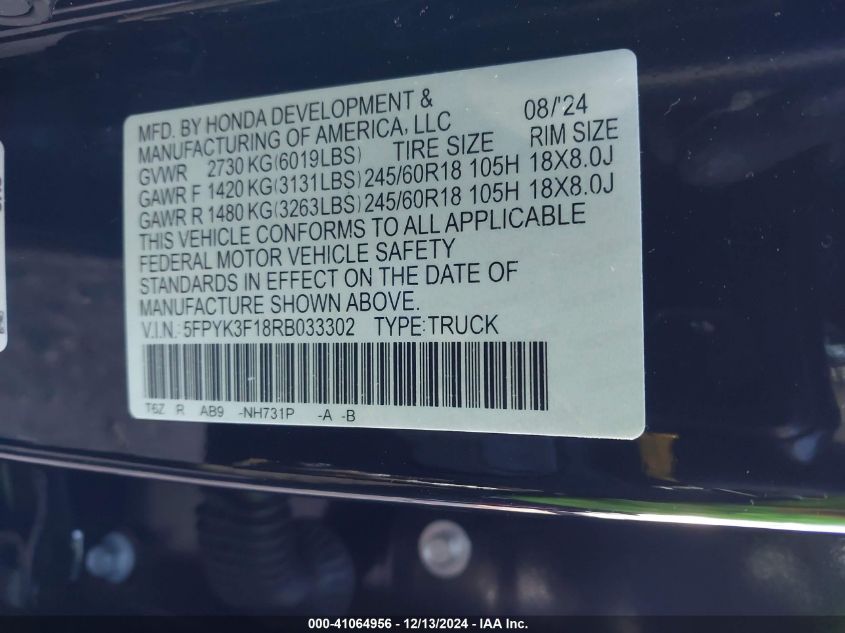 MFD. BY HONDA DEVELOPMENT & 08/'24
MANUFACTURING OF AMERICA, LLC
GVWR 2730 KG(6019LBS) TIRE SIZE RIM SIZE
GAWR F 1420 KG(3131LBS) 245/60R18 105H 18X8.0J
GAWR R 1480 KG(3263LBS) 245/60R18 105H 18X8.0J
THIS VEHICLE CONFORMS TO ALL APPLICABLE
FEDERAL MOTOR VEHICLE SAFETY
STANDARDS IN EFFECT ON THE DATE OF
MANUFACTURE SHOWN ABOVE.
V.I.N.: 5FPYK3F18RB033302 TYPE:TRUCK
T6Z R AB9 -NH731P -A -B
000-41064956 - 12/13/2024 - IAA Inc.